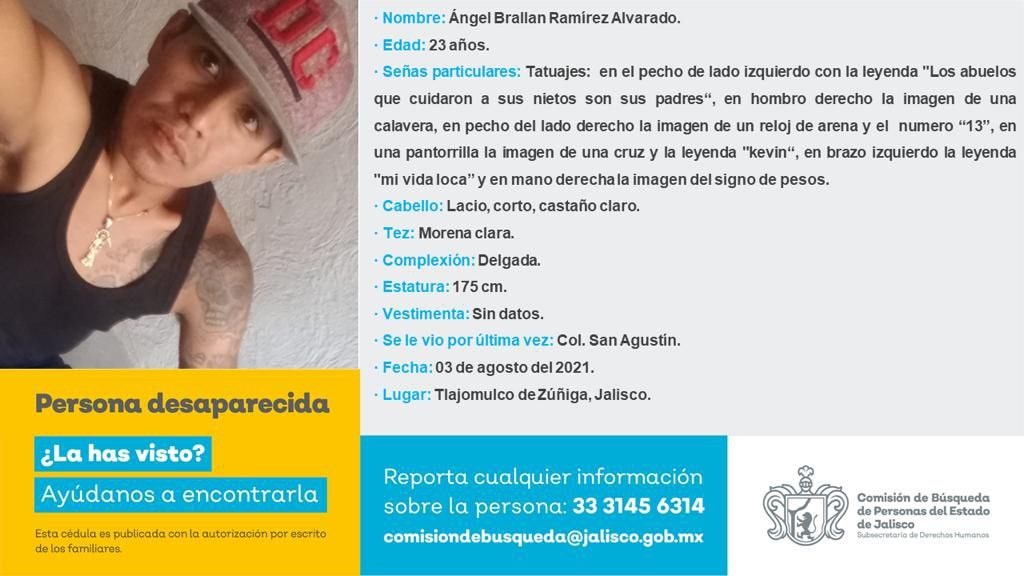 DC
· Nombre: Ángel Brallan Ramírez Alvarado.
· Edad: 23 años.
· Señas particulares: Tatuajes: en el pecho de lado izquierdo con la leyenda "Los abuelos
que cuidaron a sus nietos son sus padres“, en hombro derecho la imagen de una
calavera, en pecho del lado derecho la imagen de un reloj de arena y el numero “13”, en
una pantorrilla la imagen de una cruz y la leyenda "kevin“, en brazo izquierdo la leyenda
"mi vida loca” y en mano derecha la imagen del signo de pesos.
· Cabello: Lacio, corto, castaño claro.
· Tez: Morena clara.
· Complexión: Delgada.
· Estatura: 175 cm.
· Vestimenta: Sin datos.
· Se le vio por última vez: Col. San Agustín.
· Fecha: 03 de agosto del 2021.
· Lugar: Tlajomulco de Zúñiga, Jalisco.
Persona desaparecida
¿La has visto?
Ayúdanos a encontrarla
Esta cédula es publicada con la autorización por escrito
de los familiares.
Reporta cualquier información
sobre la persona: 33 3145 6314
comisiondebusqueda@jalisco.gob.mx
Comisión de Búsqueda
de Personas del Estado
de Jalisco
Subsecretaría de Derechos Humanos